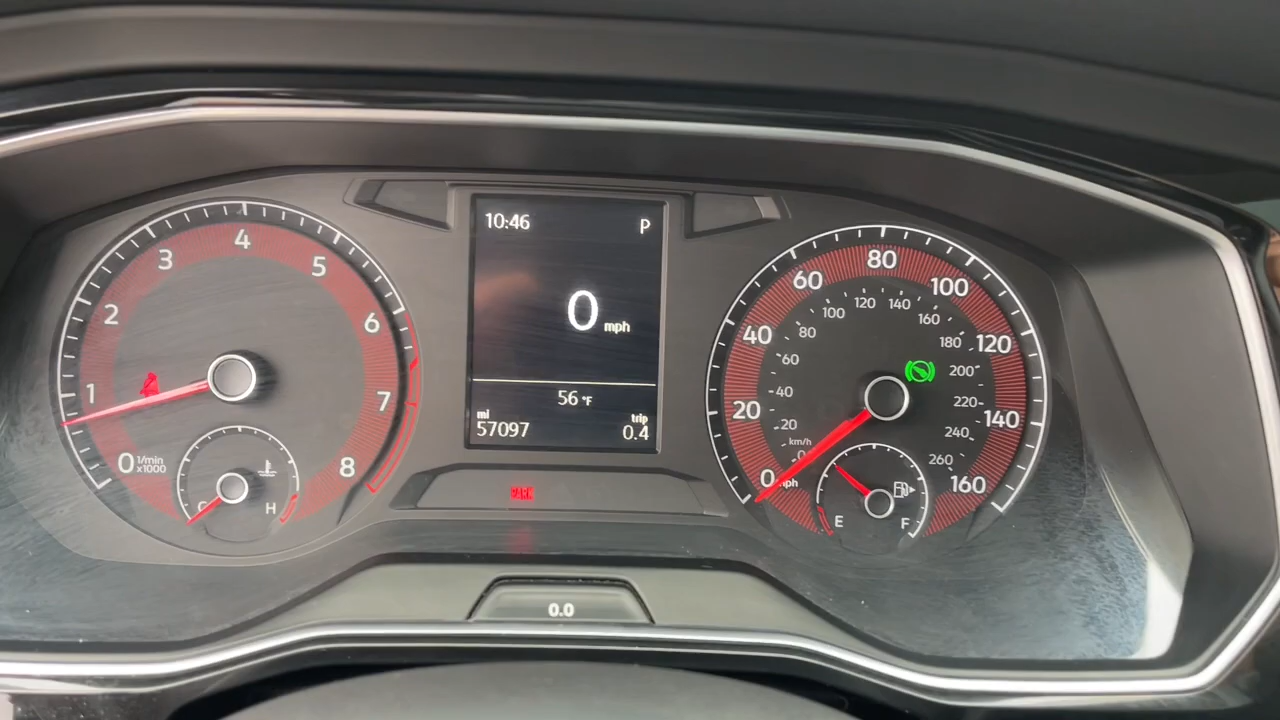 10:46 P
0 mph
56 °F
mi trip
57097 0.4
0 1 2 3 4 5 6 7 8
1/min
x1000
C H
PARK
0 20 40 60 80 100 120 140 160
mph
0 20 40 60 80 100 120 140 160 180 200 220 240 260
km/h
E F
0.0